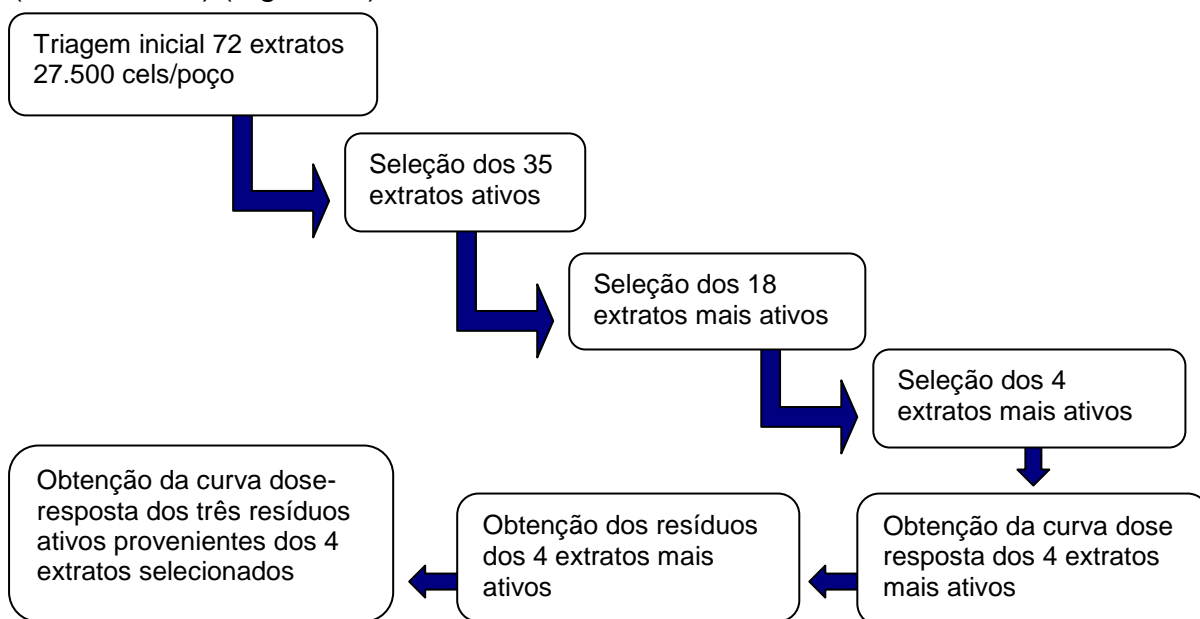 Triagem inicial 72 extratos
27.500 cels/poço
Seleção dos 35
extratos ativos
Seleção dos 18
extratos mais ativos
Seleção dos 4
extratos mais ativos
Obtenção da curva dose
resposta dos 4 extratos
mais ativos
Obtenção dos resíduos
dos 4 extratos mais
ativos
Obtenção da curva dose-
resposta dos três resíduos
ativos provenientes dos 4
extratos selecionados